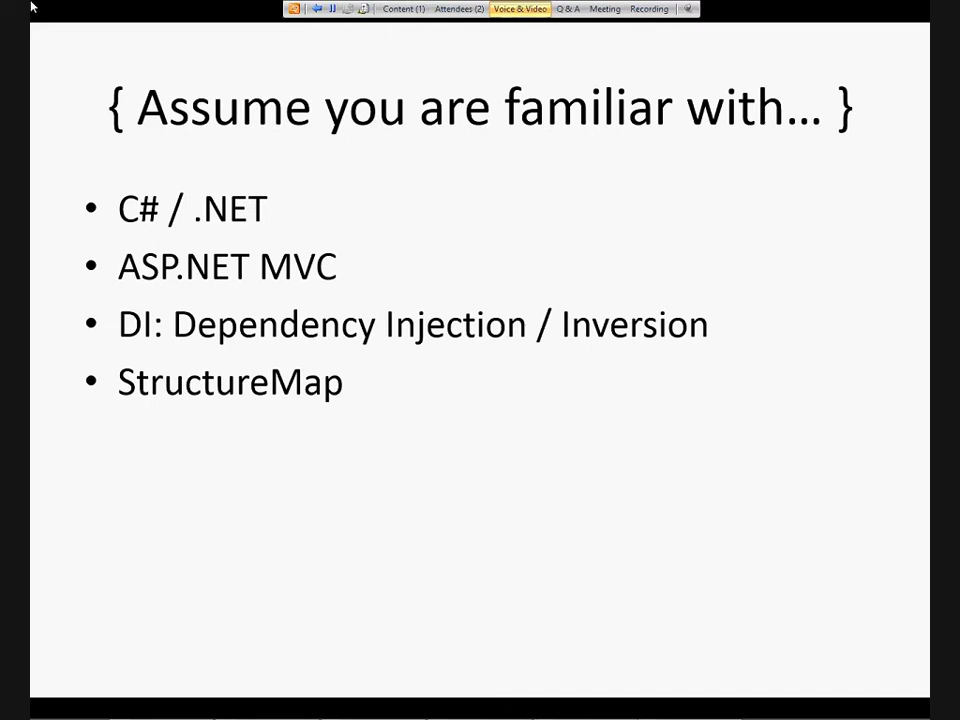 Content (1) Attendees (2) Voice & Video Q & A Meeting Recording
{ Assume you are familiar with... }
• C# / .NET
• ASP.NET MVC
• DI: Dependency Injection / Inversion
• StructureMap